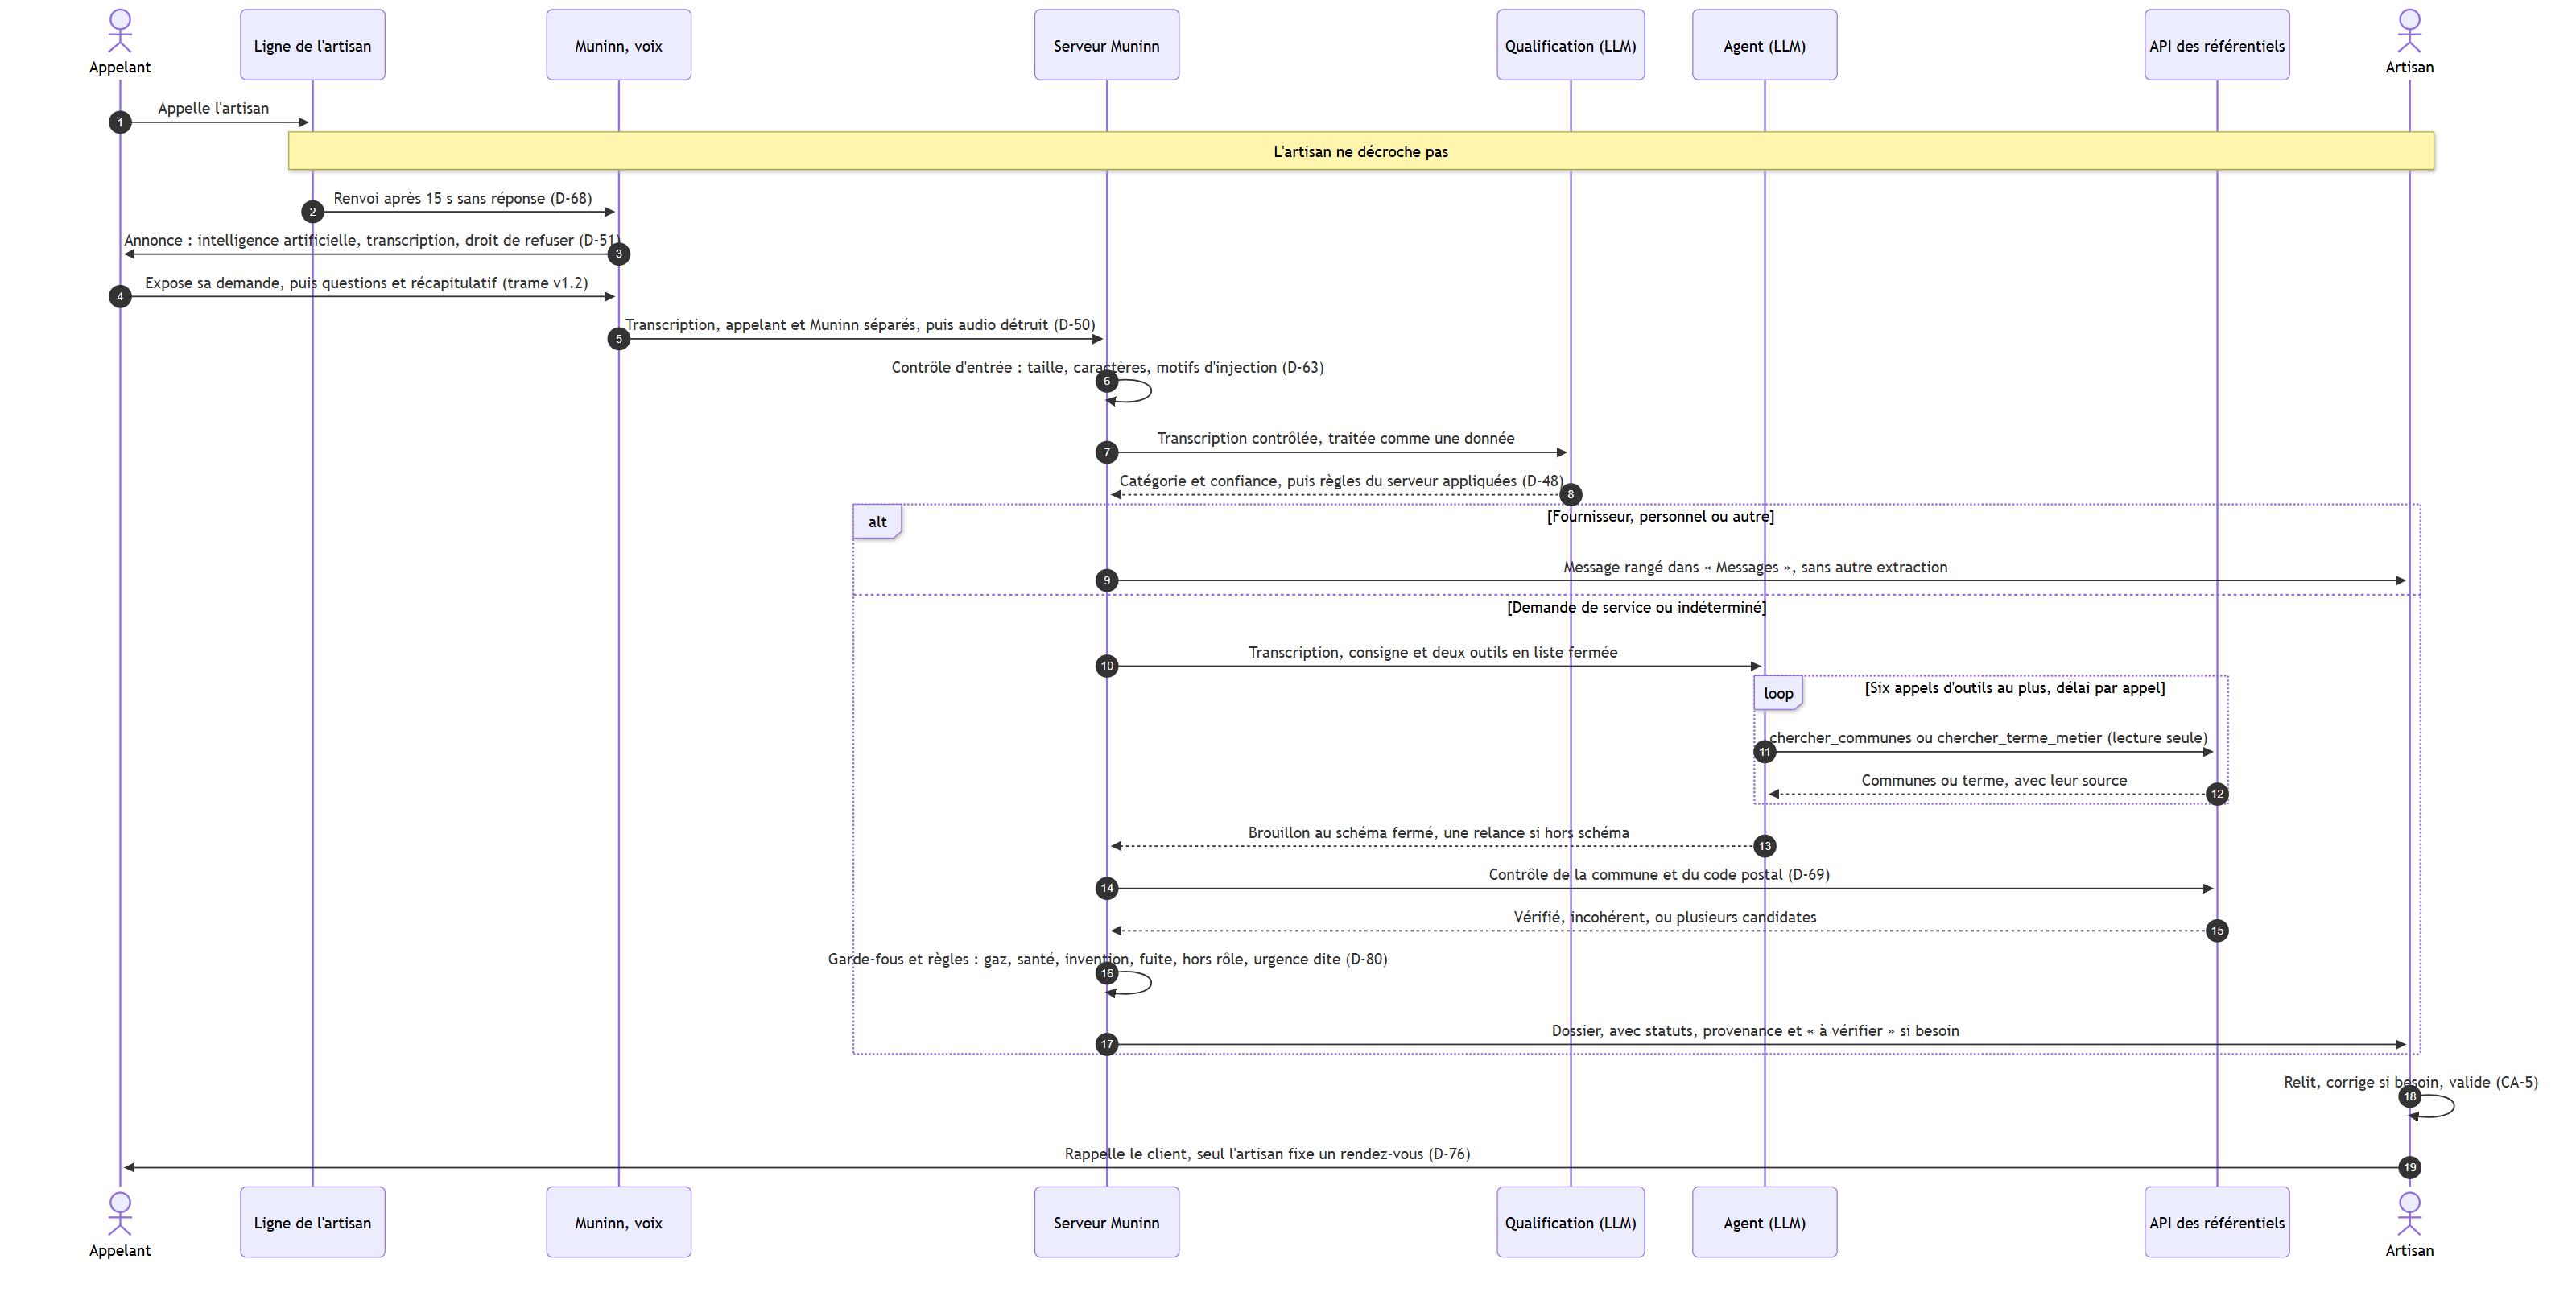 Appelant
Ligne de l'artisan
Muninn, voix
Serveur Muninn
Qualification (LLM)
Agent (LLM)
API des référentiels
Artisan
Appelle l'artisan
1
L'artisan ne décroche pas
Renvoi après 15 s sans réponse (D-68)
2
Annonce : intelligence artificielle, transcription, droit de refuser (D-51)
3
Expose sa demande, puis questions et récapitulatif (trame v1.2)
4
Transcription, appelant et Muninn séparés, puis audio détruit (D-50)
5
Contrôle d'entrée : taille, caractères, motifs d'injection (D-63)
6
Transcription contrôlée, traitée comme une donnée
7
Catégorie et confiance, puis règles du serveur appliquées (D-48)
8
alt
[Fournisseur, personnel ou autre]
Message rangé dans « Messages », sans autre extraction
9
[Demande de service ou indéterminé]
Transcription, consigne et deux outils en liste fermée
10
loop
[Six appels d'outils au plus, délai par appel]
chercher_communes ou chercher_terme_metier (lecture seule)
11
Communes ou terme, avec leur source
12
Brouillon au schéma fermé, une relance si hors schéma
13
Contrôle de la commune et du code postal (D-69)
14
Vérifié, incohérent, ou plusieurs candidates
15
Garde-fous et règles : gaz, santé, invention, fuite, hors rôle, urgence dite (D-80)
16
Dossier, avec statuts, provenance et « à vérifier » si besoin
17
Relit, corrige si besoin, valide (CA-5)
18
Rappelle le client, seul l'artisan fixe un rendez-vous (D-76)
19
Appelant
Ligne de l'artisan
Muninn, voix
Serveur Muninn
Qualification (LLM)
Agent (LLM)
API des référentiels
Artisan